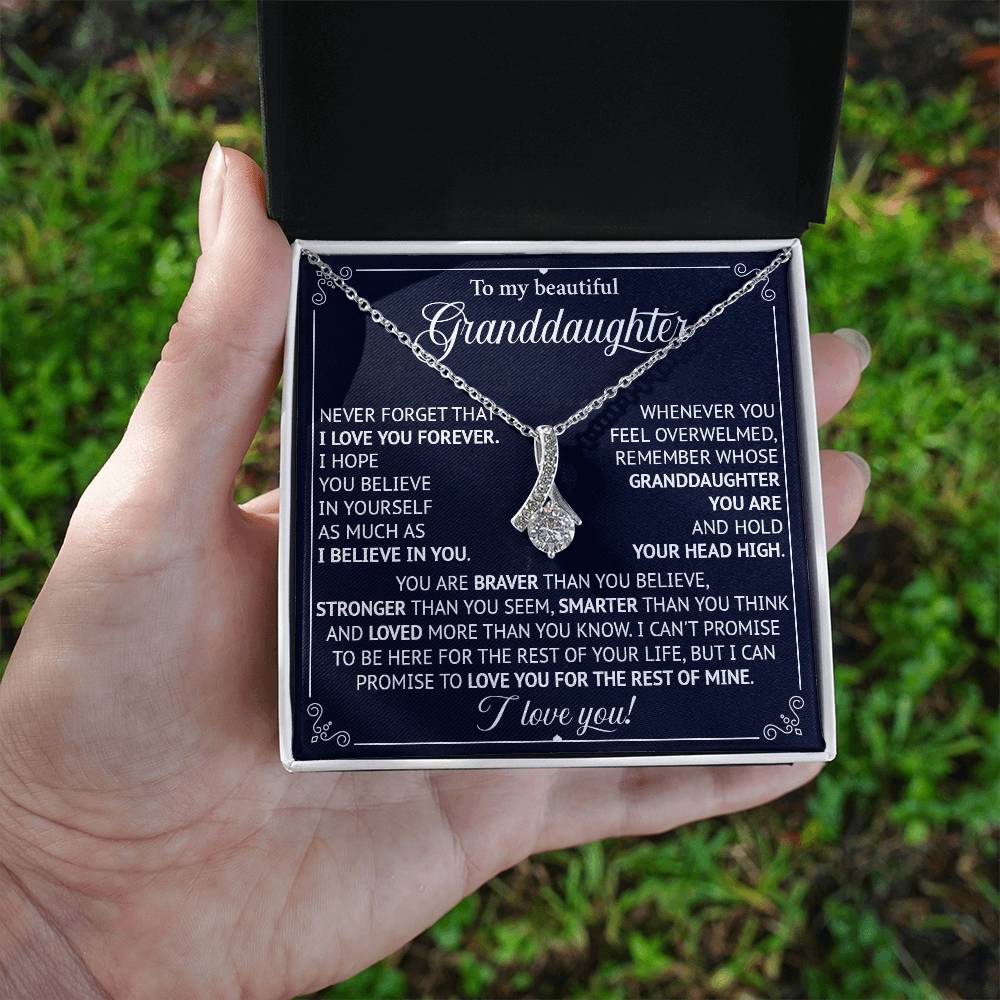 To my beautiful
Granddaughter
NEVER FORGET THAT
I LOVE YOU FOREVER.
I HOPE
YOU BELIEVE
IN YOURSELF
AS MUCH AS
I BELIEVE IN YOU.
WHENEVER YOU
FEEL OVERWELMED,
REMEMBER WHOSE
GRANDDAUGHTER
YOU ARE
AND HOLD
YOUR HEAD HIGH.
YOU ARE BRAVER THAN YOU BELIEVE,
STRONGER THAN YOU SEEM, SMARTER THAN YOU THINK
AND LOVED MORE THAN YOU KNOW. I CAN'T PROMISE
TO BE HERE FOR THE REST OF YOUR LIFE, BUT I CAN
PROMISE TO LOVE YOU FOR THE REST OF MINE.
I love you!